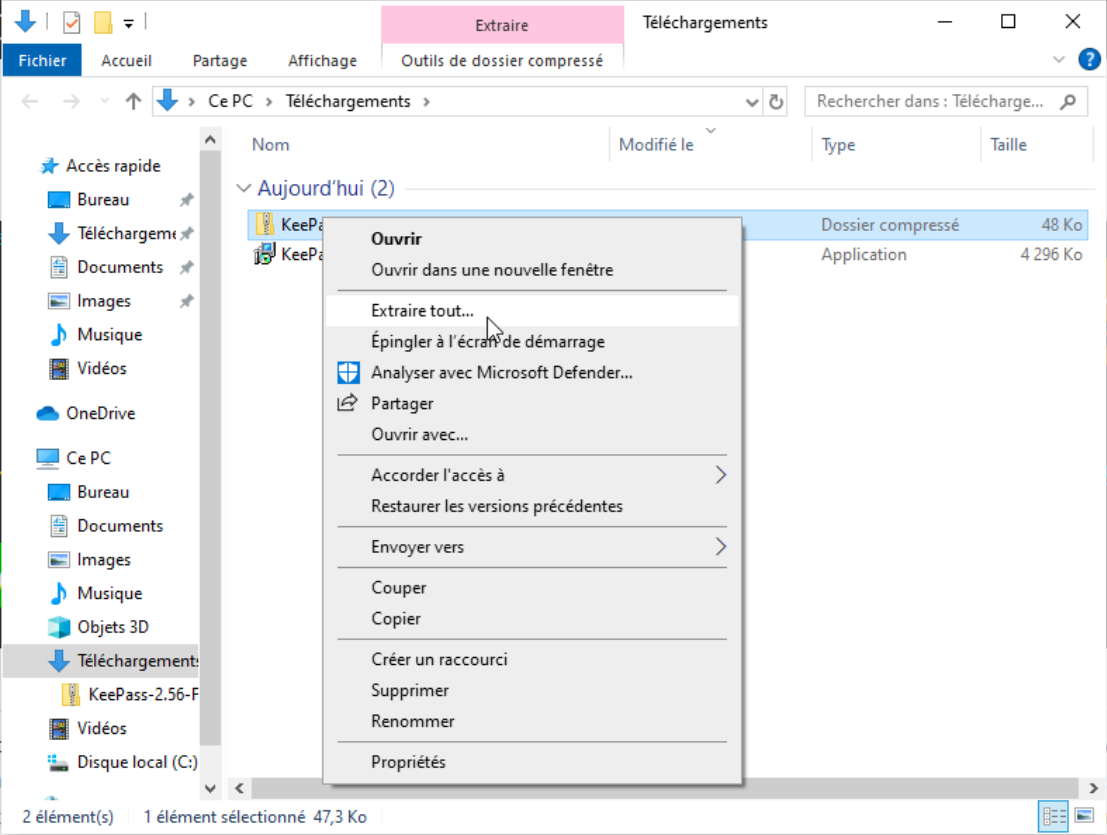 Extraire
Téléchargements
Fichier
Accueil
Partage
Affichage
Outils de dossier compressé
?
Ce PC
Téléchargements
Rechercher dans : Télécharge...
Nom
Modifié le
Type
Taille
Accès rapide
Bureau
Téléchargeme
Documents
Images
Musique
Vidéos
OneDrive
Ce PC
Bureau
Documents
Images
Musique
Objets 3D
Téléchargements
KeePass-2.56-F
Vidéos
Disque local (C:)
Aujourd'hui (2)
KeePa
Dossier compressé
48 Ko
KeePa
Application
4 296 Ko
Ouvrir
Ouvrir dans une nouvelle fenêtre
Extraire tout...
Épingler à l'écran de démarrage
Analyser avec Microsoft Defender...
Partager
Ouvrir avec...
Accorder l'accès à
Restaurer les versions précédentes
Envoyer vers
Couper
Copier
Créer un raccourci
Supprimer
Renommer
Propriétés
2 élément(s)
1 élément sélectionné 47,3 Ko